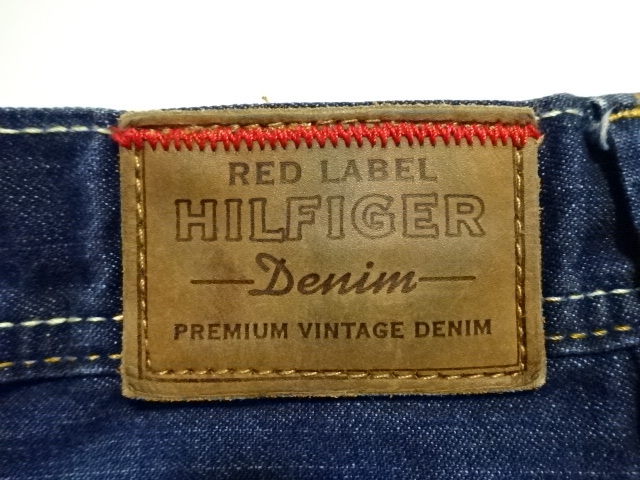 RED LABEL
HILFIGER
Denim
PREMIUM VINTAGE DENIM